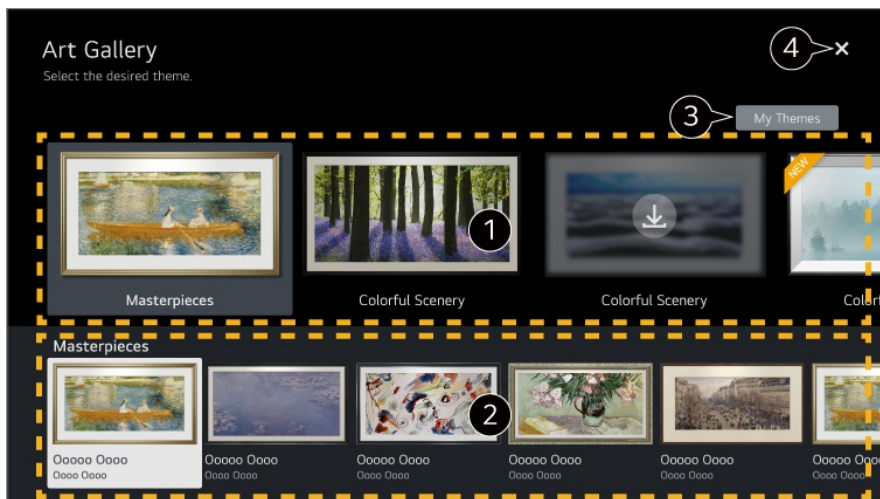 Art Gallery
Select the desired theme.
4
3
My Themes
NEW
1
Masterpieces
Colorful Scenery
Colorful Scenery
Masterpieces
2
Ooooo Oooo
Ooooo Oooo
Ooooo Oooo
Ooooo Oooo
Ooooo Oooo
Ooooo Oooo
Oooo Oooo
Oooo Oooo
Oooo Oooo
Oooo Oooo
Oooo Oooo
Oooo Oooo